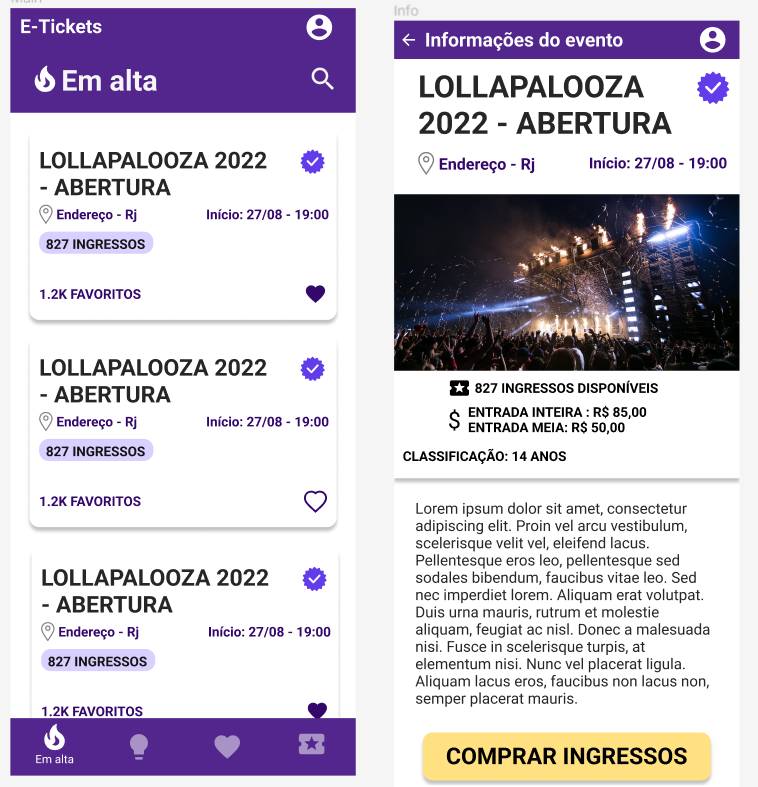 Main
E-Tickets
Em alta
LOLLAPALOOZA 2022
- ABERTURA
Endereço - Rj
Início: 27/08 - 19:00
827 INGRESSOS
1.2K FAVORITOS
LOLLAPALOOZA 2022
- ABERTURA
Endereço - Rj
Início: 27/08 - 19:00
827 INGRESSOS
1.2K FAVORITOS
LOLLAPALOOZA 2022
- ABERTURA
Endereço - Rj
Início: 27/08 - 19:00
827 INGRESSOS
1.2K FAVORITOS
Em alta
Info
Informações do evento
LOLLAPALOOZA
2022 - ABERTURA
Endereço - Rj
Início: 27/08 - 19:00
827 INGRESSOS DISPONÍVEIS
$ ENTRADA INTEIRA : R$ 85,00
ENTRADA MEIA: R$ 50,00
CLASSIFICAÇÃO: 14 ANOS
Lorem ipsum dolor sit amet, consectetur
adipiscing elit. Proin vel arcu vestibulum,
scelerisque velit vel, eleifend lacus.
Pellentesque eros leo, pellentesque sed
sodales bibendum, faucibus vitae leo. Sed
nec imperdiet lorem. Aliquam erat volutpat.
Duis urna mauris, rutrum et molestie
aliquam, feugiat ac nisl. Donec a malesuada
nisi. Fusce in scelerisque turpis, at
elementum nisi. Nunc vel placerat ligula.
Aliquam lacus eros, faucibus non lacus non,
semper placerat mauris.
COMPRAR INGRESSOS